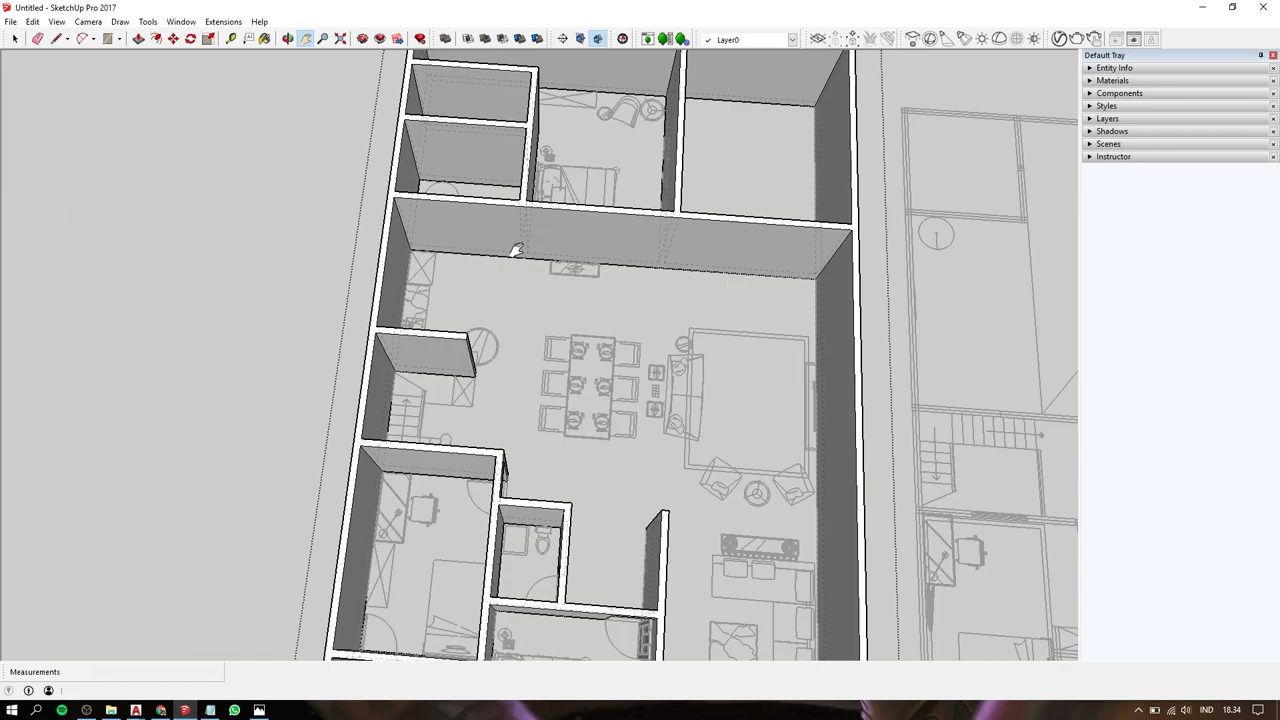 Untitled - SketchUp Pro 2017
File Edit View Camera Draw Tools Window Extensions Help
Layer0
Default Tray
Entity Info
Materials
Components
Styles
Layers
Shadows
Scenes
Instructor
Measurements
IND 18.34